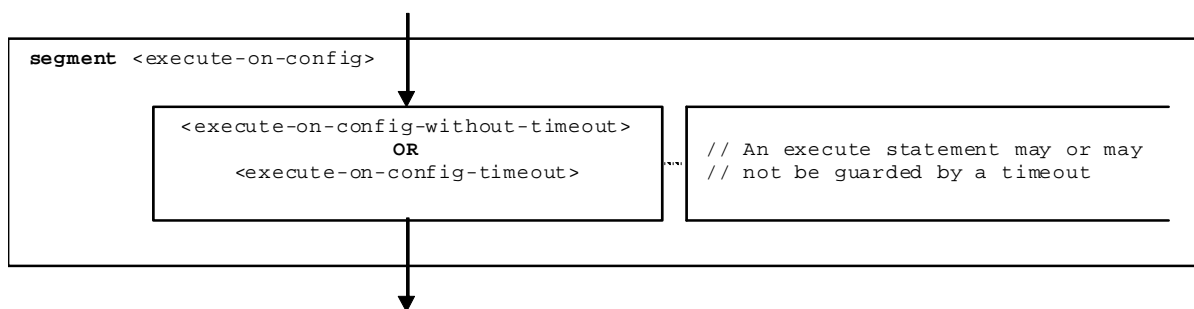 segment <execute-on-config>
<execute-on-config-without-timeout>
OR
<execute-on-config-timeout>
// An execute statement may or may
// not be guarded by a timeout